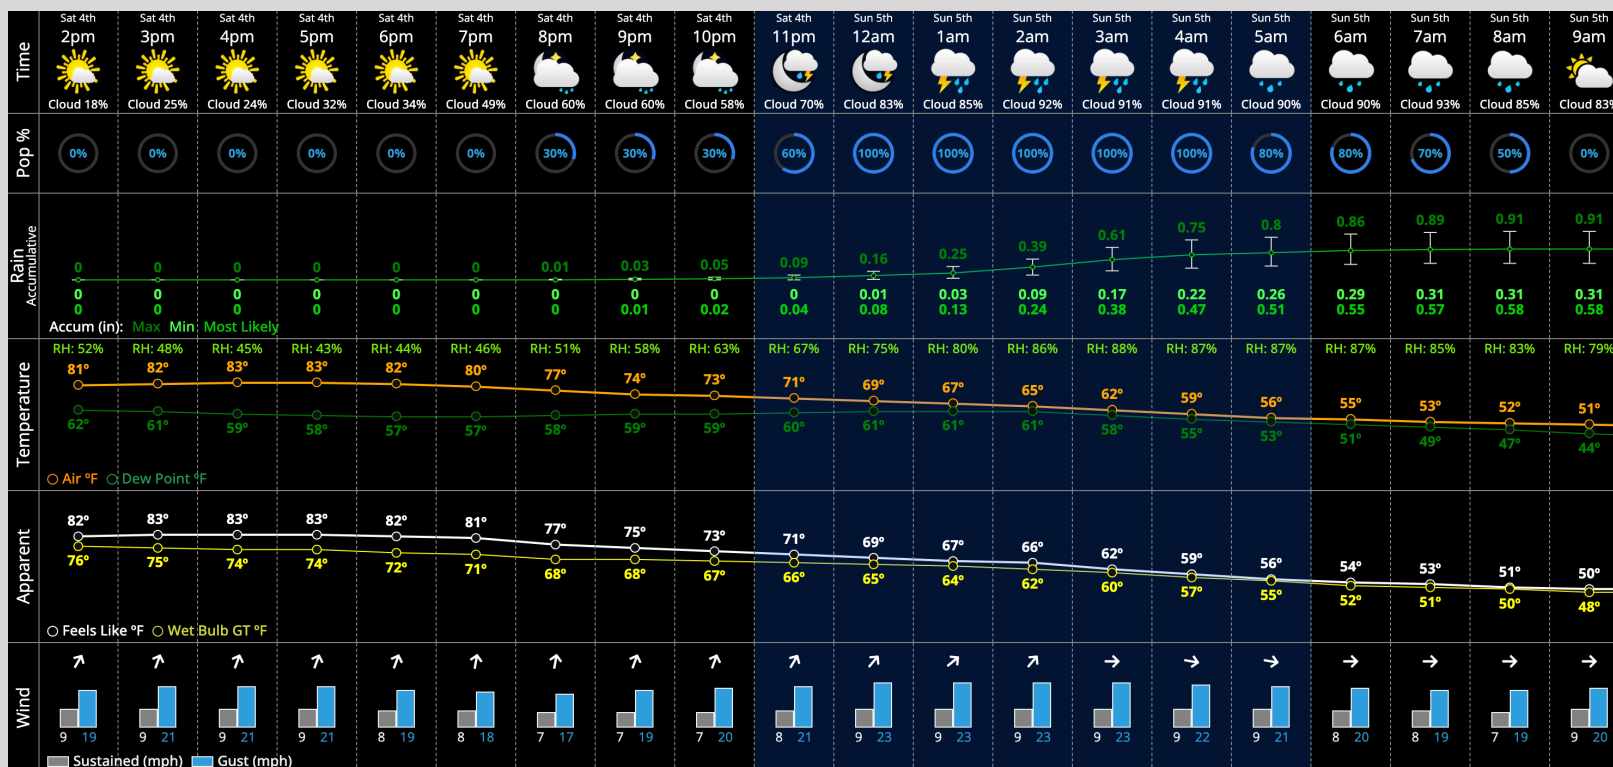 Sat 4th Sat 4th Sat 4th Sat 4th Sat 4th Sat 4th Sat 4th Sat 4th Sat 4th Sat 4th Sun 5th Sun 5th Sun 5th Sun 5th Sun 5th Sun 5th Sun 5th Sun 5th Sun 5th Sun 5th
Time
2pm 3pm 4pm 5pm 6pm 7pm 8pm 9pm 10pm 11pm 12am 1am 2am 3am 4am 5am 6am 7am 8am 9am
Cloud 18% Cloud 25% Cloud 24% Cloud 32% Cloud 34% Cloud 49% Cloud 60% Cloud 60% Cloud 58% Cloud 70% Cloud 83% Cloud 85% Cloud 92% Cloud 91% Cloud 91% Cloud 90% Cloud 90% Cloud 93% Cloud 85% Cloud 83%
Pop %
0% 0% 0% 0% 0% 0% 30% 30% 30% 60% 100% 100% 100% 100% 100% 80% 80% 70% 50% 0%
Rain
Accumulative
0 0 0 0 0 0 0.01 0.03 0.05 0.09 0.16 0.25 0.39 0.61 0.75 0.8 0.86 0.89 0.91 0.91
0 0 0 0 0 0 0 0 0 0 0.01 0.03 0.09 0.17 0.22 0.26 0.29 0.31 0.31 0.31
0 0 0 0 0 0 0 0.01 0.02 0.04 0.08 0.13 0.24 0.38 0.47 0.51 0.55 0.57 0.58 0.58
Accum (in): Max Min Most Likely
Temperature
RH: 52% RH: 48% RH: 45% RH: 43% RH: 44% RH: 46% RH: 51% RH: 58% RH: 63% RH: 67% RH: 75% RH: 80% RH: 86% RH: 88% RH: 87% RH: 87% RH: 87% RH: 85% RH: 83% RH: 79%
81° 82° 83° 83° 82° 80° 77° 74° 73° 71° 69° 67° 65° 62° 59° 56° 55° 53° 52° 51°
62° 61° 59° 58° 57° 57° 58° 59° 59° 60° 61° 61° 61° 58° 55° 53° 51° 49° 47° 44°
Air °F Dew Point °F
Apparent
82° 83° 83° 83° 82° 81° 77° 75° 73° 71° 69° 67° 66° 62° 59° 56° 54° 53° 51° 50°
76° 75° 74° 74° 72° 71° 68° 68° 67° 66° 65° 64° 62° 60° 57° 55° 52° 51° 50° 48°
Feels Like °F Wet Bulb GT °F
Wind
9 19 9 21 9 21 9 21 8 19 8 18 7 17 7 19 7 20 8 21 9 23 9 23 9 23 9 23 9 22 9 21 8 20 8 19 7 19 9 20
Sustained (mph) Gust (mph)